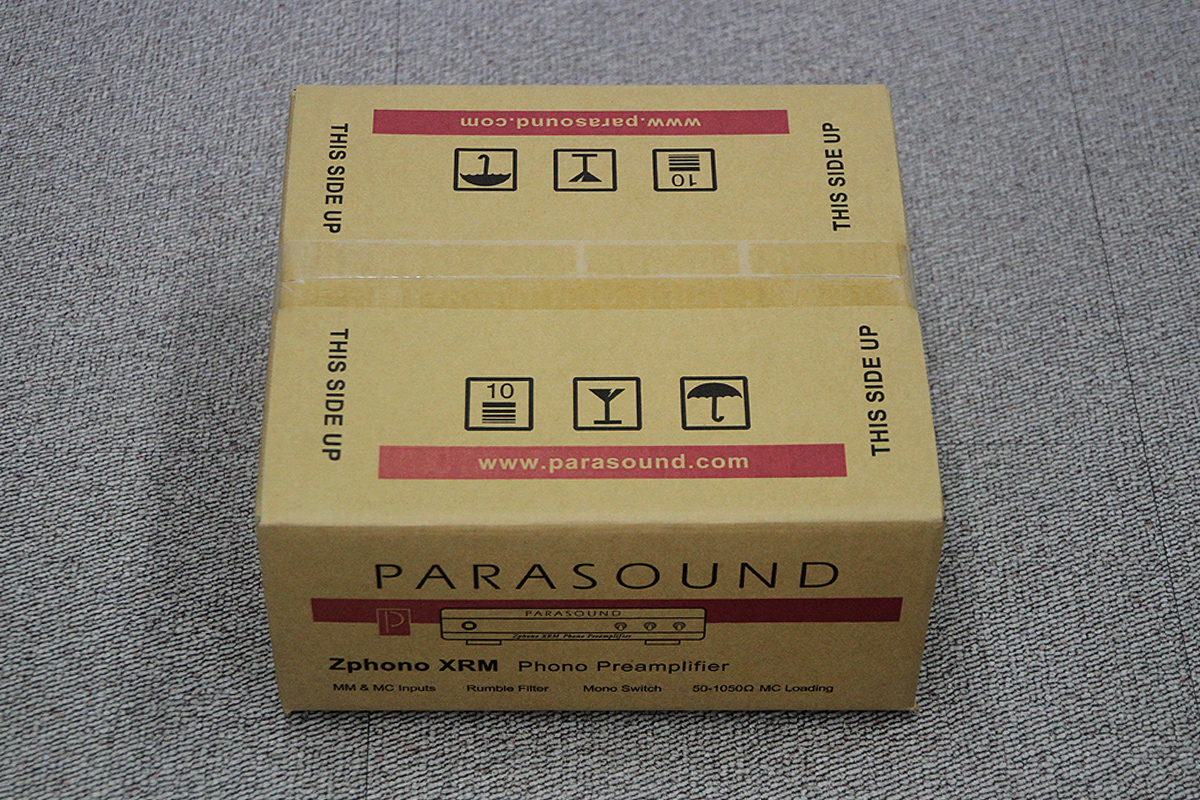 www.parasound.com
THIS SIDE UP
THIS SIDE UP
10
THIS SIDE UP
THIS SIDE UP
10
www.parasound.com
PARASOUND
P
PARASOUND
Zphono XRM Phono Preamplifier
Zphono XRM Phono Preamplifier
MM & MC Inputs Rumble Filter Mono Switch 50-1050Ω MC Loading